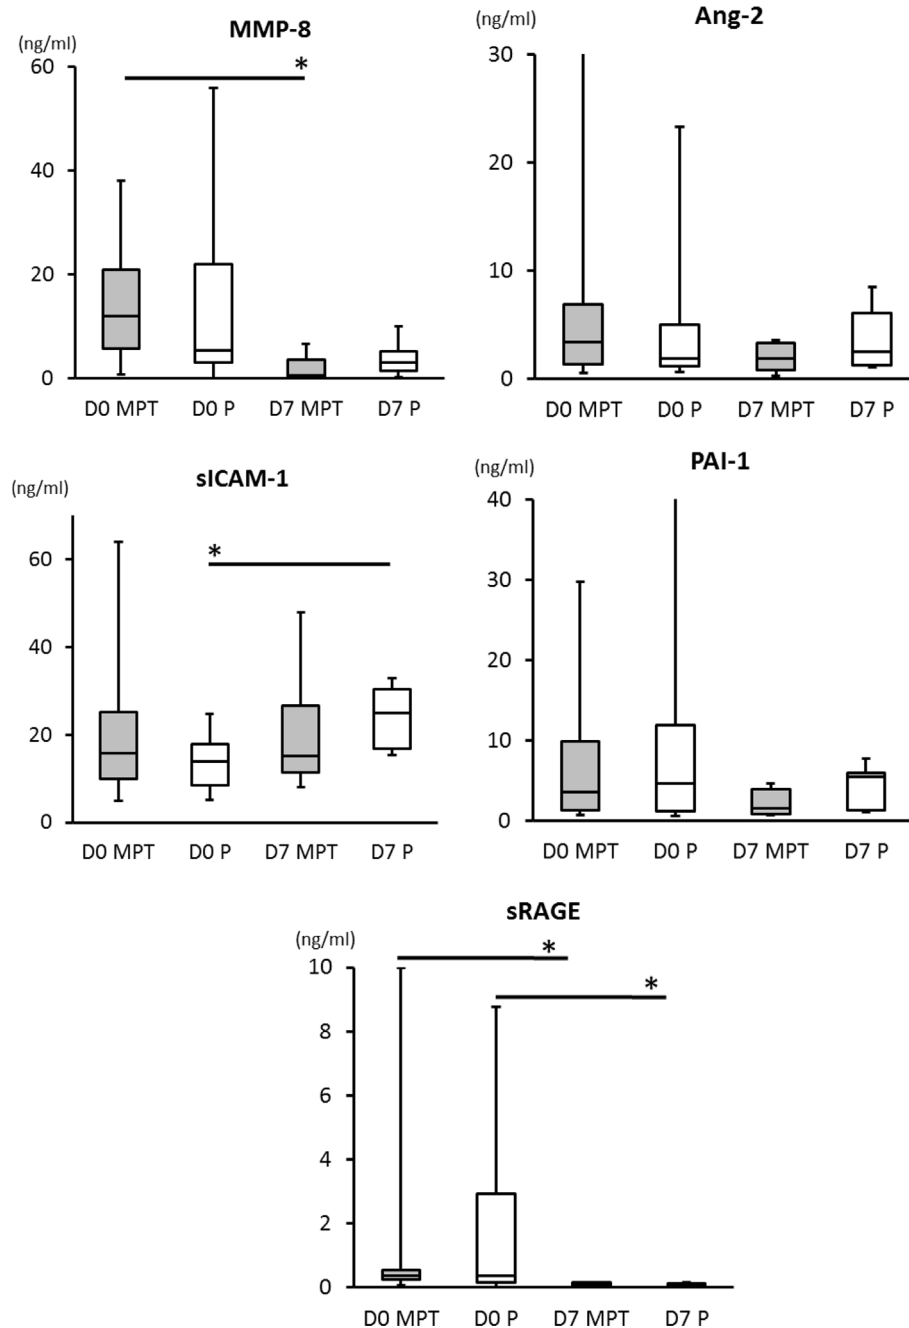 MMP-8
(ng/ml)
60
*
40
20
0
D0 MPT D0 P D7 MPT D7 P
Ang-2
(ng/ml)
30
20
10
0
D0 MPT D0 P D7 MPT D7 P
sICAM-1
(ng/ml)
60
*
40
20
0
D0 MPT D0 P D7 MPT D7 P
PAI-1
(ng/ml)
40
30
20
10
0
D0 MPT D0 P D7 MPT D7 P
sRAGE
(ng/ml)
*
10
*
8
6
4
2
0
D0 MPT D0 P D7 MPT D7 P